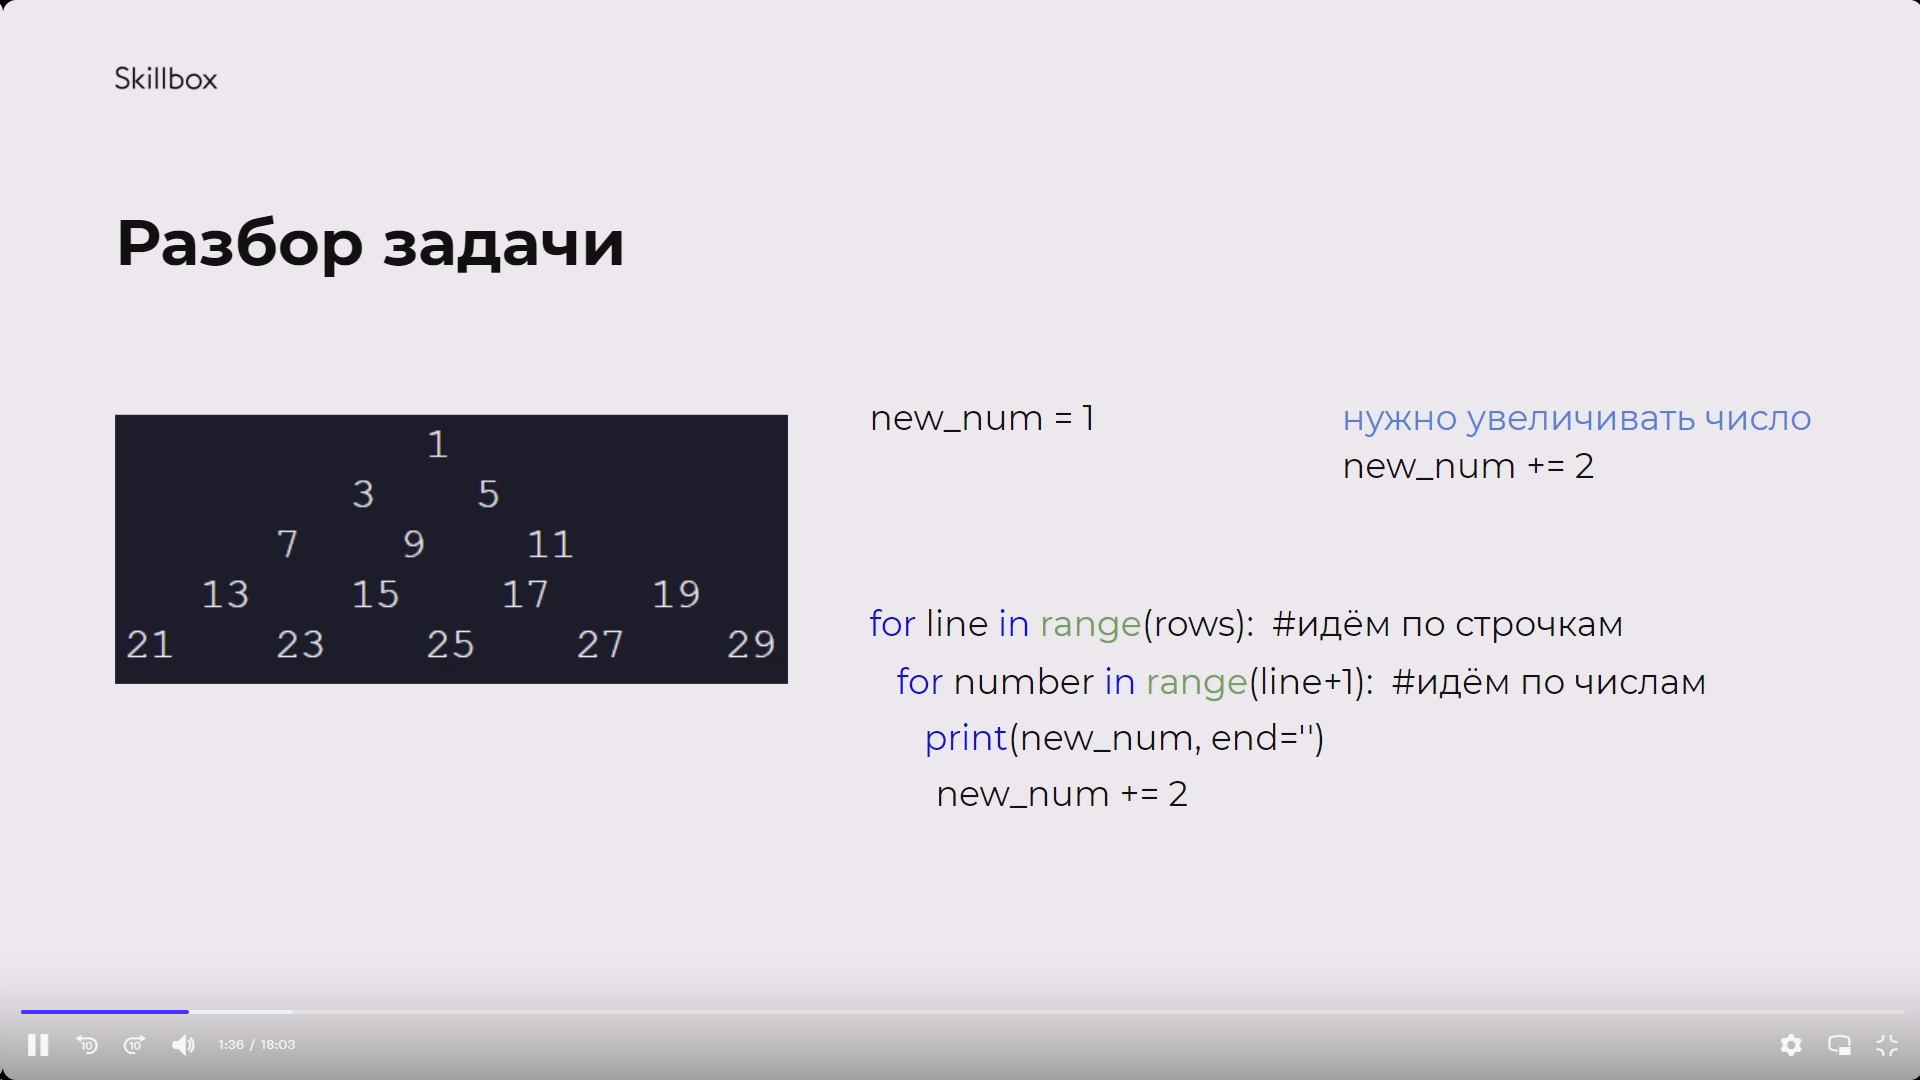 Skillbox
Разбор задачи
1
3 5
7 9 11
13 15 17 19
21 23 25 27 29
new_num = 1
нужно увеличивать число
new_num += 2
for line in range(rows): #идём по строчкам
for number in range(line+1): #идём по числам
print(new_num, end='')
new_num += 2
10 10 1:36 / 18:03